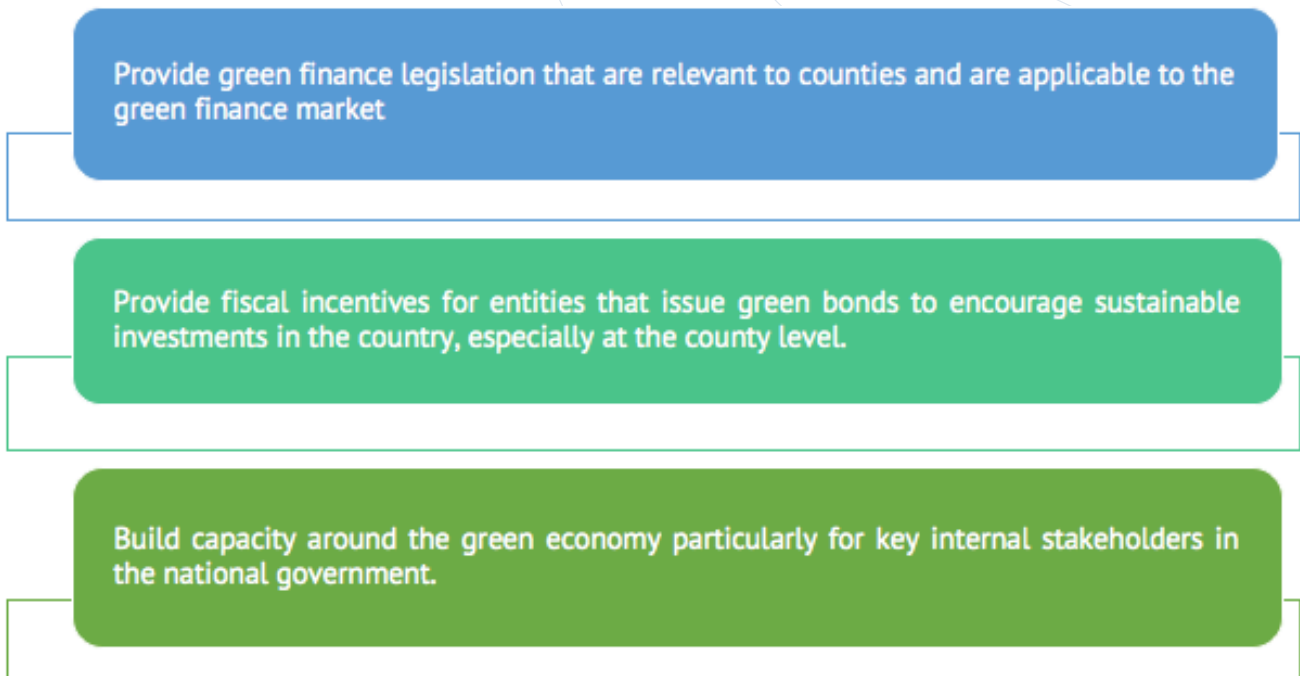 Provide green finance legislation that are relevant to counties and are applicable to the
green finance market
Provide fiscal incentives for entities that issue green bonds to encourage sustainable
investments in the country, especially at the county level.
Build capacity around the green economy particularly for key internal stakeholders in
the national government.